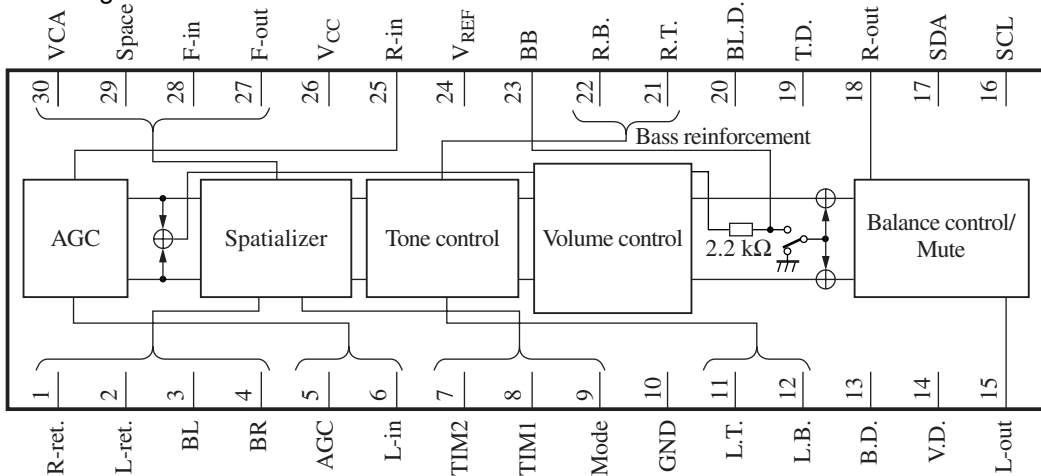 VCA Space F-in F-out VCC R-in VREF BB R.B. R.T. BL.D. T.D. R-out SDA SCL
30 29 28 27 26 25 24 23 22 21 20 19 18 17 16
Bass reinforcement
AGC
Spatializer
Tone control
Volume control
2.2 kΩ
Balance control/
Mute
1 2 3 4 5 6 7 8 9 10 11 12 13 14 15
R-ret. L-ret. BL BR AGC L-in TIM2 TIM1 Mode GND L.T. L.B. B.D. V.D. L-out